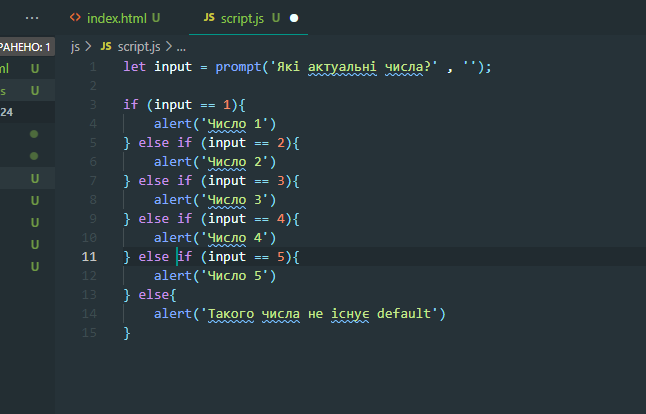 ··· index.html U JS script.js U
РАНЕНО: 1
js > JS script.js > ...
ml U
s U
24
U
U
U
U
U
1 let input = prompt('Які актуальні числа?' , '');
2
3 if (input == 1){
4 alert('Число 1')
5 } else if (input == 2){
6 alert('Число 2')
7 } else if (input == 3){
8 alert('Число 3')
9 } else if (input == 4){
10 alert('Число 4')
11 } else if (input == 5){
12 alert('Число 5')
13 } else{
14 alert('Такого числа не існує default')
15 }